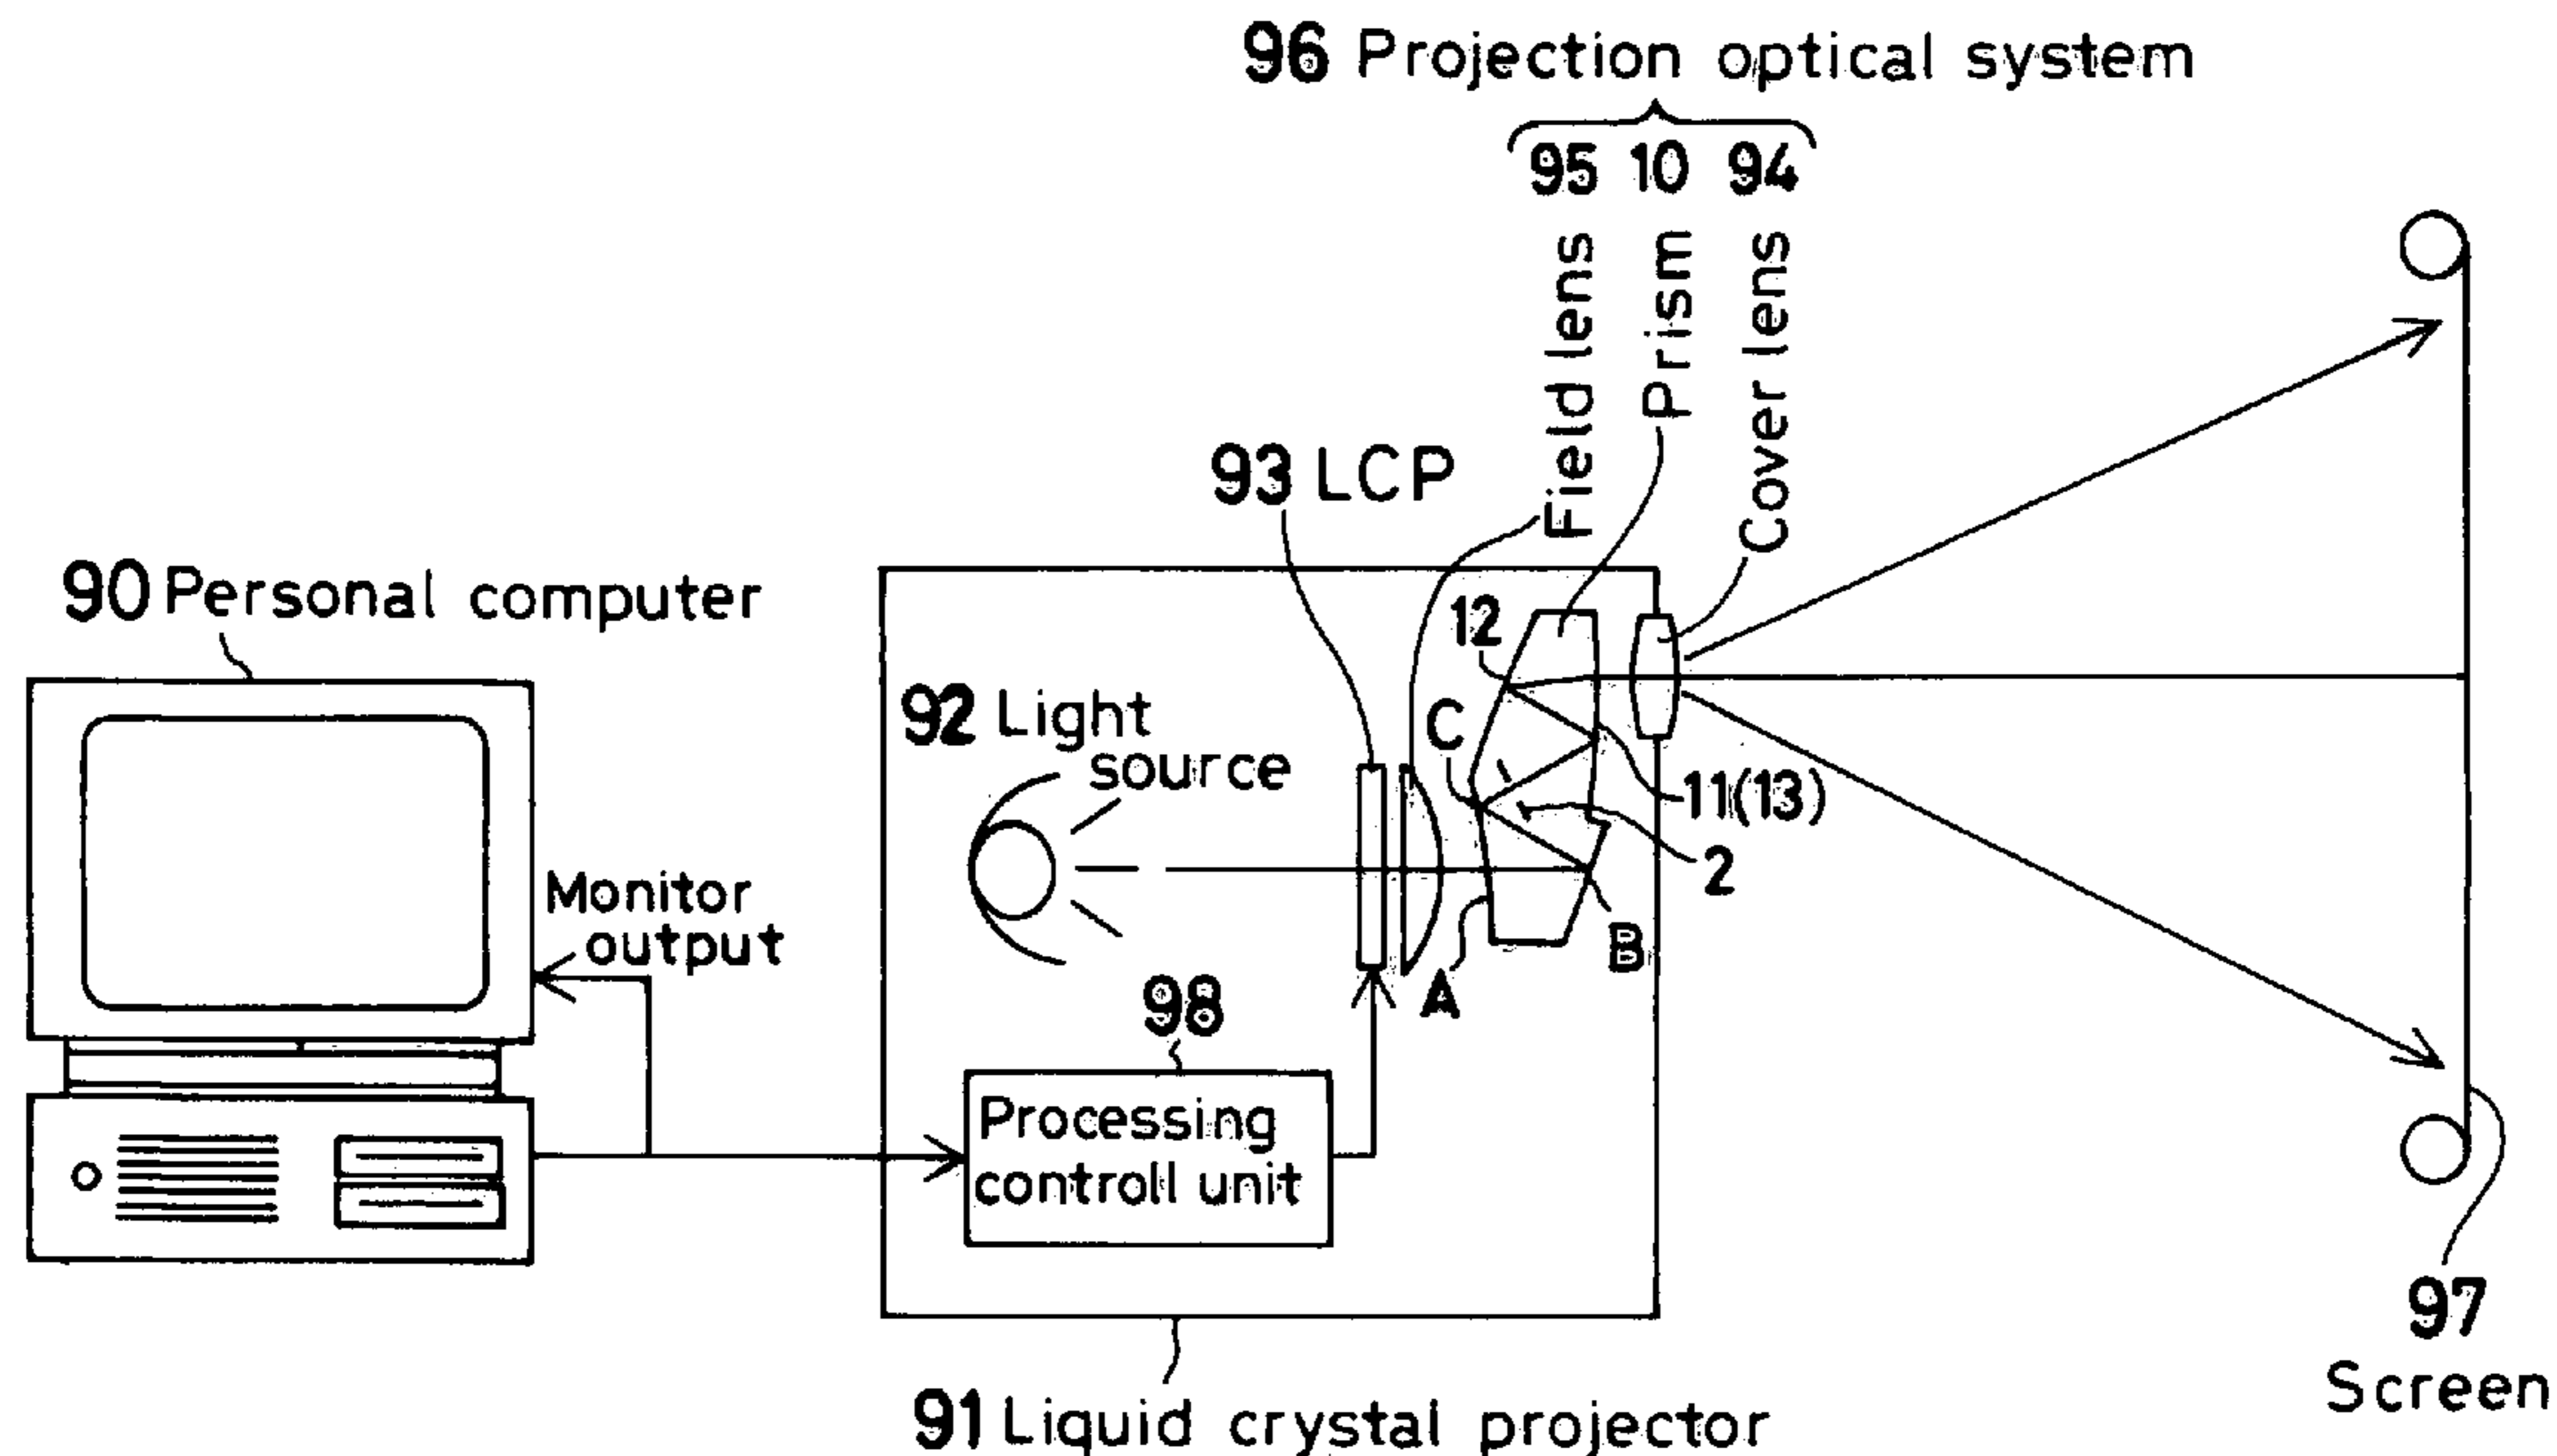 96 Projection optical system
95 10 94
Field lens
Prism
Cover lens
93 LCP
90 Personal computer
12
92 Light
source
C
11(13)
2
Monitor
output
B
A
98
Processing
controll unit
97
Screen
91 Liquid crystal projector